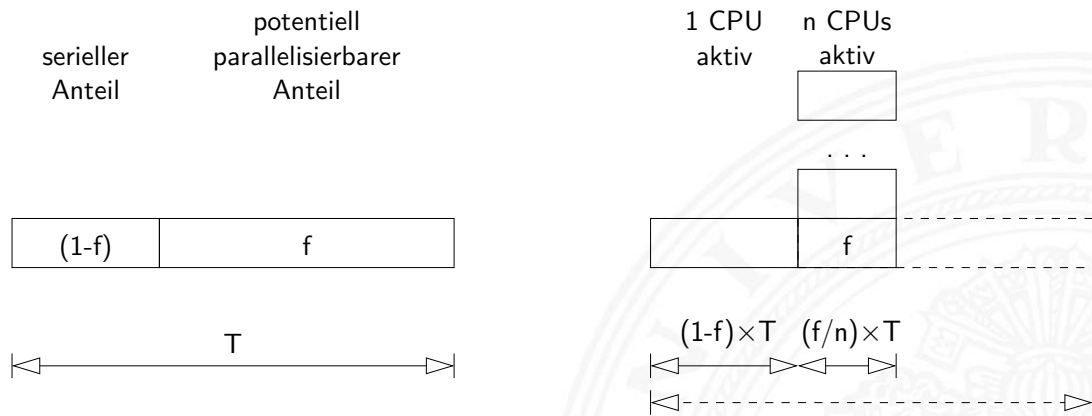 serieller
Anteil
potentiell
parallelisierbarer
Anteil
(1-f)
f
T
1 CPU
aktiv
n CPUs
aktiv
. . .
f
(1-f)×T
(f/n)×T
I V E R